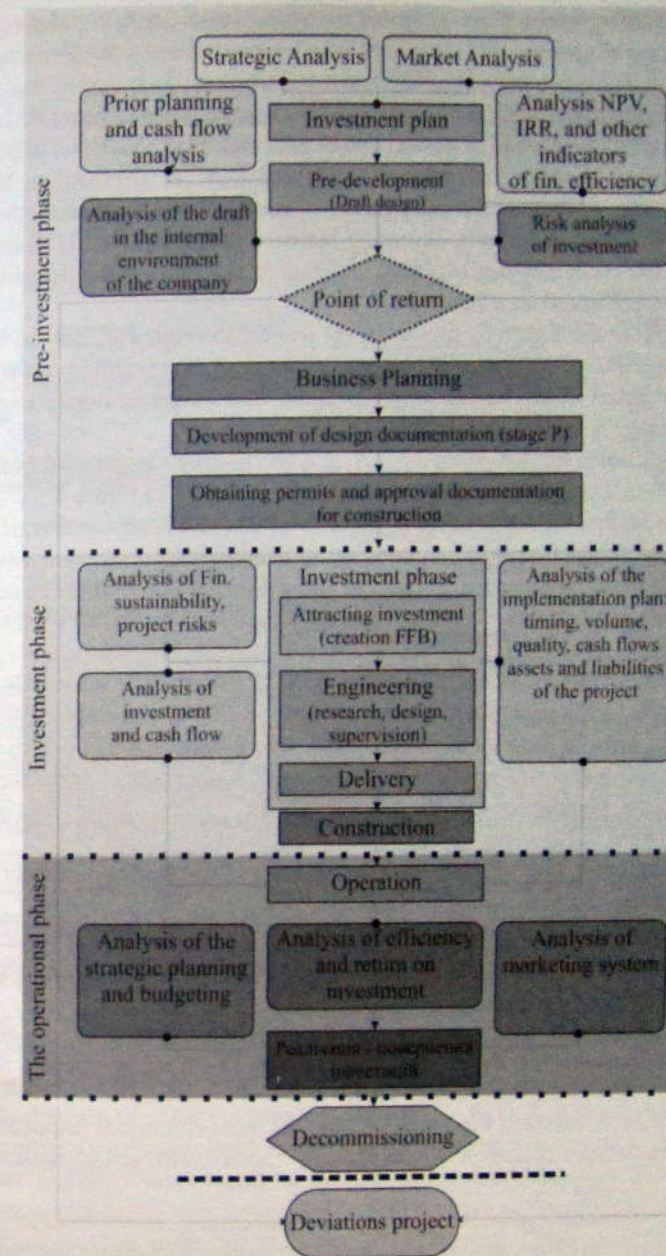 Strategic Analysis
Market Analysis
Prior planning
and cash flow
analysis
Investment plan
Analysis NPV,
IRR, and other
indicators
of fin. efficiency
Pre-development
(Draft design)
Analysis of the draft
in the internal
environment
of the company
Risk analysis
of investment
Point of return
Business Planning
Development of design documentation (stage P)
Obtaining permits and approval documentation
for construction
Pre-investment phase
Analysis of Fin.
sustainability,
project risks
Analysis of
investment
and cash flow
Investment phase
Attracting investment
(creation FFB)
Engineering
(research, design,
supervision)
Delivery
Construction
Analysis of the
implementation plan:
timing, volume,
quality, cash flows
assets and liabilities
of the project
Investment phase
Operation
Analysis of the
strategic planning
and budgeting
Analysis of efficiency
and return on
investment
Analysis of
marketing system
The operational phase
Decommissioning
Deviations project